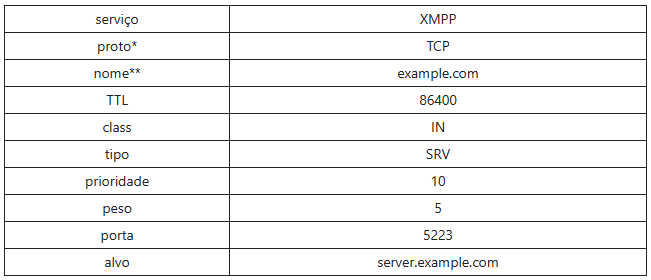 serviço XMPP
proto* TCP
nome** example.com
TTL 86400
class IN
tipo SRV
prioridade 10
peso 5
porta 5223
alvo server.example.com